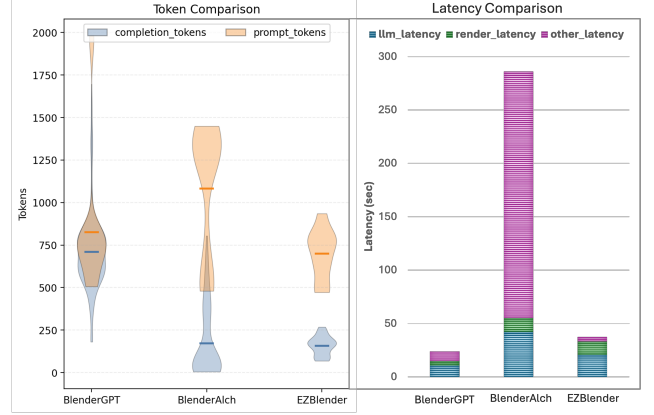 Token Comparison
completion_tokens prompt_tokens
2000
1750
1500
1250
1000
750
500
250
0
Tokens
BlenderGPT BlenderAlch EZBlender
Latency Comparison
llm_latency render_latency other_latency
300
250
200
150
100
50
0
Latency (sec)
BlenderGPT BlenderAlch EZBlender